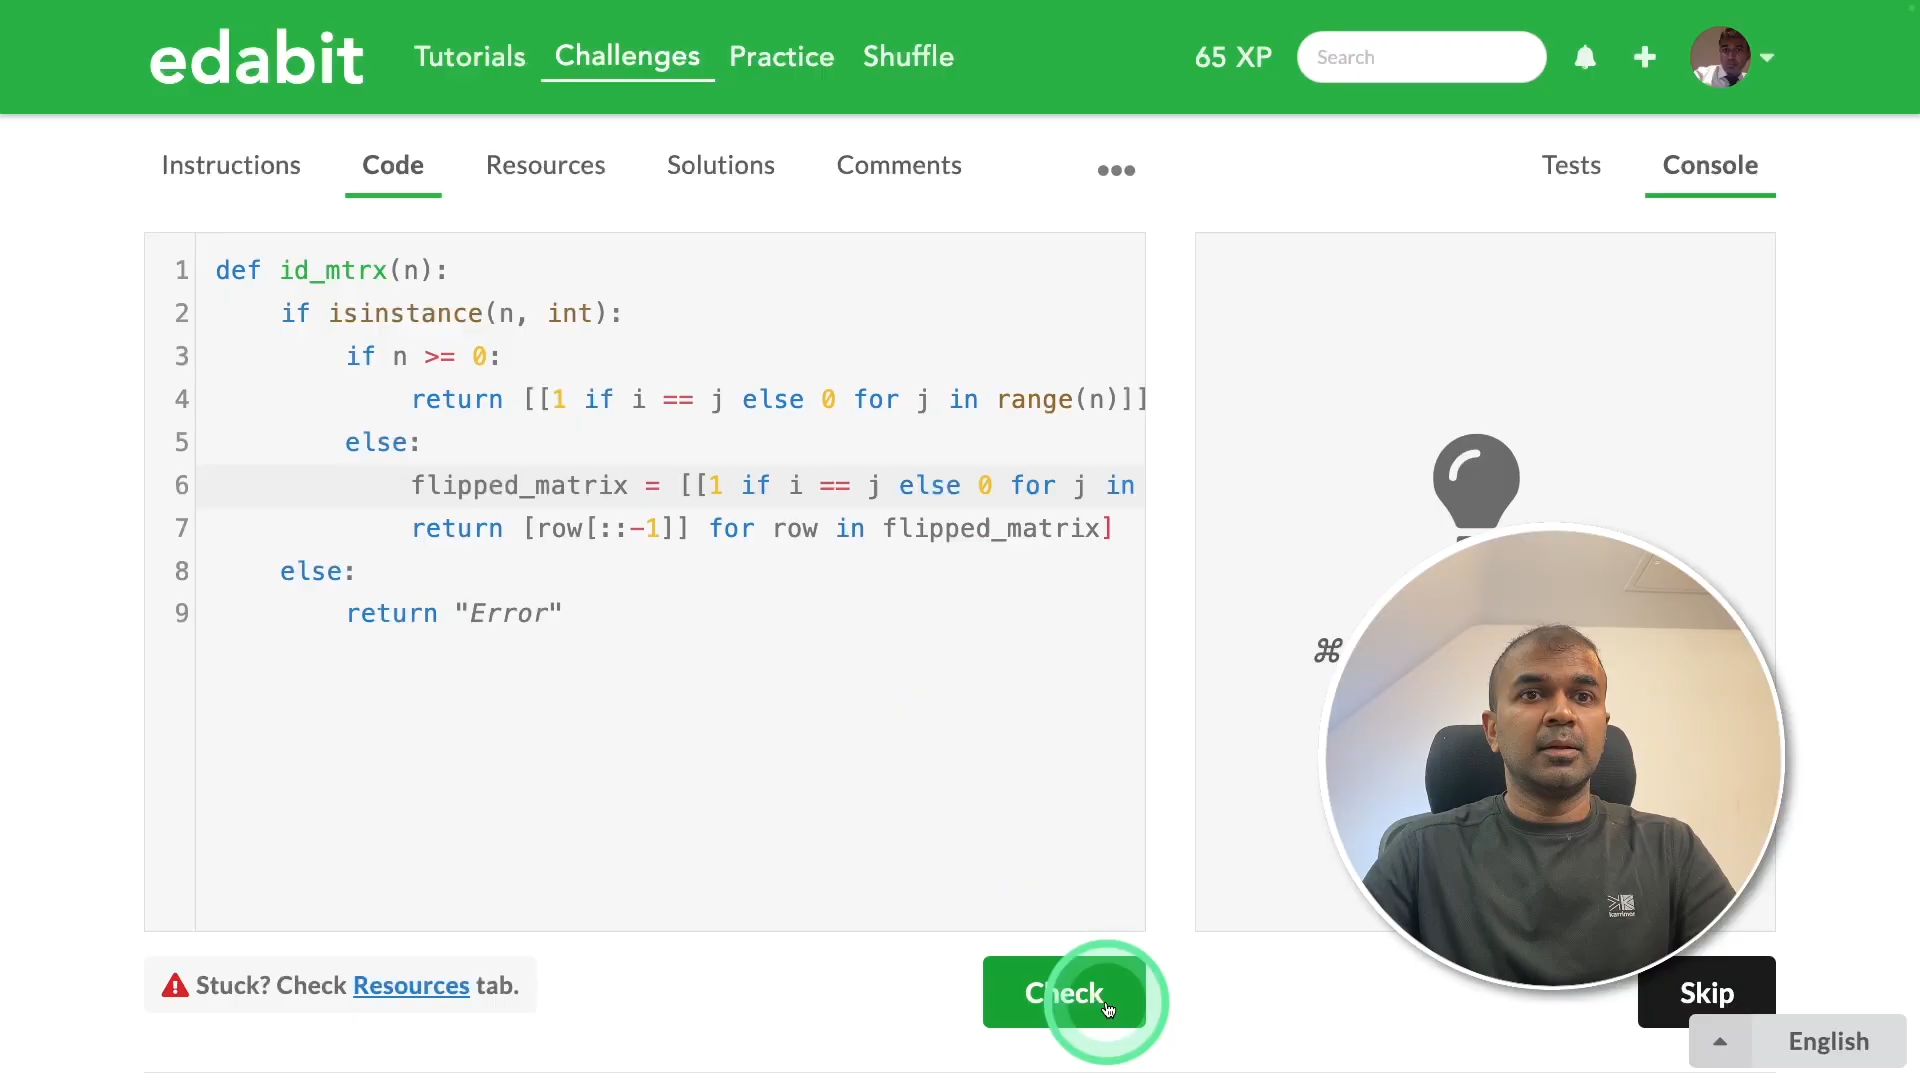 edabit Tutorials Challenges Practice Shuffle 65 XP Search
Instructions Code Resources Solutions Comments Tests Console
1 def id_mtrx(n):
2 if isinstance(n, int):
3 if n >= 0:
4 return [[1 if i == j else 0 for j in range(n)]]
5 else:
6 flipped_matrix = [[1 if i == j else 0 for j in
7 return [row[::-1]] for row in flipped_matrix]
8 else:
9 return "Error"
⌘
karrimor
Stuck? Check Resources tab.
Check
Skip
English